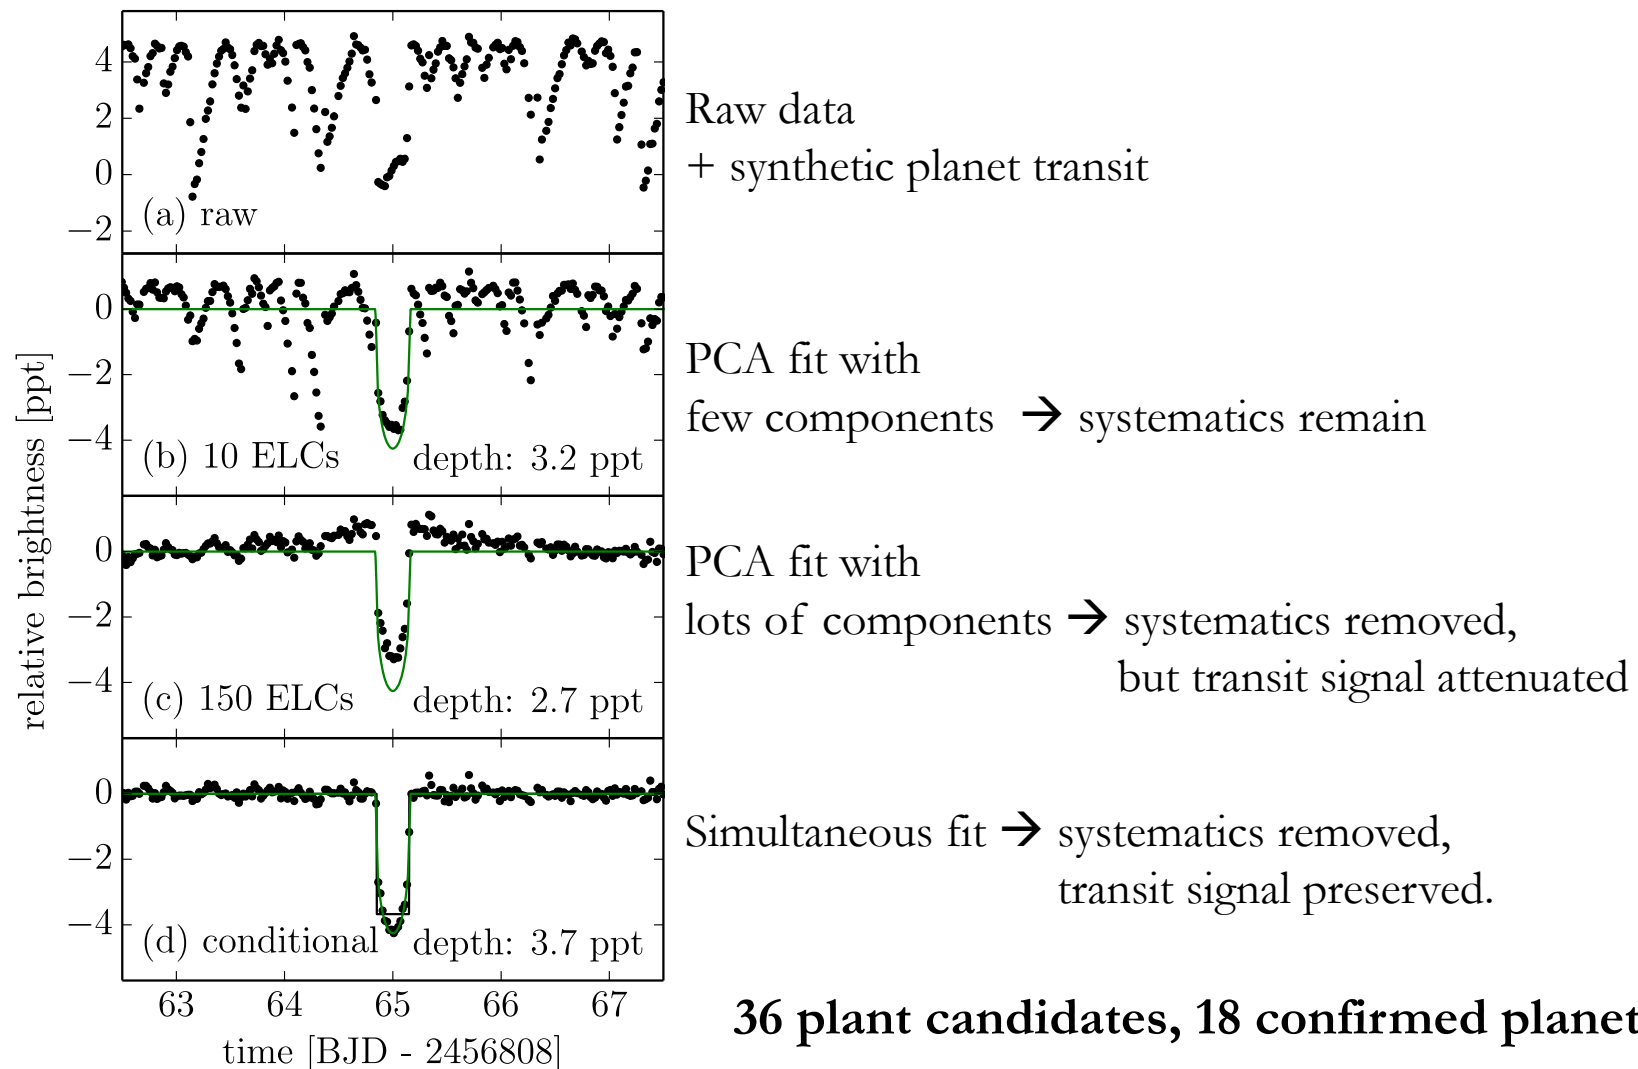 4
2
0
−2
(a) raw
Raw data
+ synthetic planet transit
0
−2
−4
(b) 10 ELCs
depth: 3.2 ppt
PCA fit with
few components → systematics remain
relative brightness [ppt]
0
−2
−4
(c) 150 ELCs
depth: 2.7 ppt
PCA fit with
lots of components → systematics removed,
but transit signal attenuated
0
−2
−4
(d) conditional
depth: 3.7 ppt
Simultaneous fit → systematics removed,
transit signal preserved.
63 64 65 66 67
time [BJD - 2456808]
36 plant candidates, 18 confirmed planet